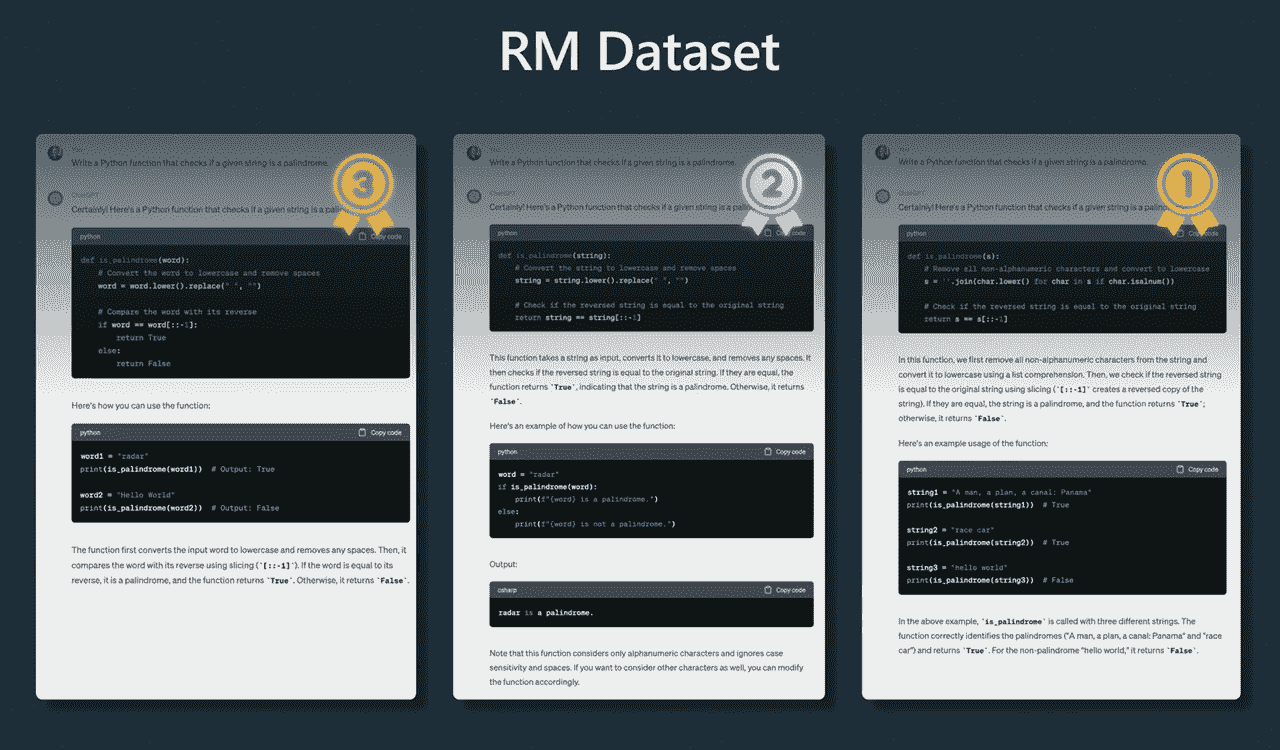 RM Dataset
You
Write a Python function that checks if a given string is a palindrome.
3
ChatGPT
Certainly! Here's a Python function that checks if a given string is a
python
Copy code
def is_palindrome(word):
# Convert the word to lowercase and remove spaces
word = word.lower().replace(" ", "")
# Compare the word with its reverse
if word == word[::-1]:
return True
else:
return False
Here's how you can use the function:
python
Copy code
word1 = "radar"
print(is_palindrome(word1)) # Output: True
word2 = "Hello World"
print(is_palindrome(word2)) # Output: False
The function first converts the input word to lowercase and removes any spaces. Then, it
compares the word with its reverse using slicing (`[::-1]`). If the word is equal to its
reverse, it is a palindrome, and the function returns `True`. Otherwise, it returns `False`.
You
Write a Python function that checks if a given string is a palindrome.
2
ChatGPT
Certainly! Here's a Python function that checks if a given string is a
python
code
def is_palindrome(string):
# Convert the string to lowercase and remove spaces
string = string.lower().replace(" ", "")
# Check if the reversed string is equal to the original string
return string == string[::-1]
This function takes a string as input, converts it to lowercase, and removes any spaces. It
then checks if the reversed string is equal to the original string. If they are equal, the
function returns `True`, indicating that the string is a palindrome. Otherwise, it returns
`False`.
Here's an example of how you can use the function:
python
Copy code
word = "radar"
if is_palindrome(word):
print(f"{word} is a palindrome.")
else:
print(f"{word} is not a palindrome.")
Output:
csharp
Copy code
radar is a palindrome.
Note that this function considers only alphanumeric characters and ignores case
sensitivity and spaces. If you want to consider other characters as well, you can modify
the function accordingly.
You
Write a Python function that checks if a given string is a palindrome.
1
ChatGPT
Certainly! Here's a Python function that checks if a given string is a
python
code
def is_palindrome(s):
# Remove all non-alphanumeric characters and convert to lowercase
s = ''.join(char.lower() for char in s if char.isalnum())
# Check if the reversed string is equal to the original string
return s == s[::-1]
In this function, we first remove all non-alphanumeric characters from the string and
convert it to lowercase using a list comprehension. Then, we check if the reversed string
is equal to the original string using slicing (`[::-1]` creates a reversed copy of the
string). If they are equal, the string is a palindrome, and the function returns `True`;
otherwise, it returns `False`.
Here's an example usage of the function:
python
Copy code
string1 = "A man, a plan, a canal: Panama"
print(is_palindrome(string1)) # True
string2 = "race car"
print(is_palindrome(string2)) # True
string3 = "hello world"
print(is_palindrome(string3)) # False
In the above example, `is_palindrome` is called with three different strings. The
function correctly identifies the palindromes ("A man, a plan, a canal: Panama" and "race
car") and returns `True`. For the non-palindrome "hello world," it returns `False`.